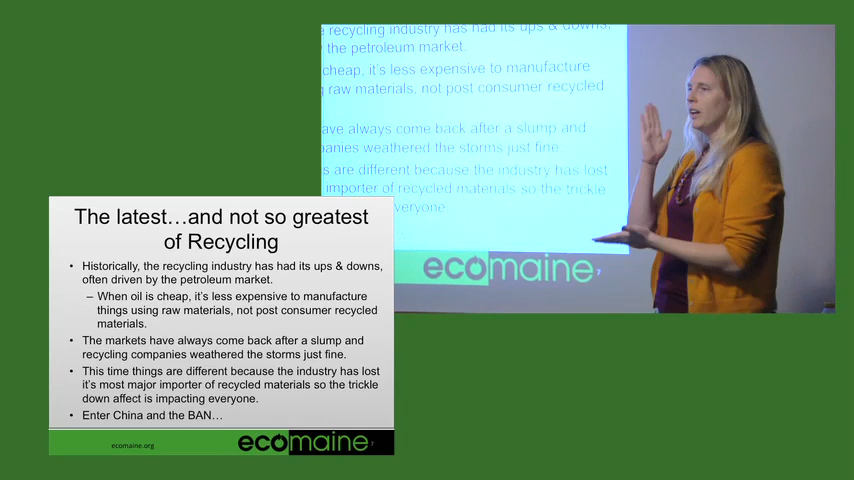 e recycling industry has had its ups & downs,
the petroleum market.
cheap, it's less expensive to manufacture
g raw materials, not post consumer recycled
ave always come back after a slump and
panies weathered the storms just fine
s are different because the industry has lost
importer of recycled materials so the trickle
veryone
ecomaine 7
The latest…and not so greatest
of Recycling
• Historically, the recycling industry has had its ups & downs,
often driven by the petroleum market.
– When oil is cheap, it's less expensive to manufacture
things using raw materials, not post consumer recycled
materials.
• The markets have always come back after a slump and
recycling companies weathered the storms just fine.
• This time things are different because the industry has lost
it's most major importer of recycled materials so the trickle
down affect is impacting everyone.
• Enter China and the BAN…
ecomaine.org
ecomaine 7